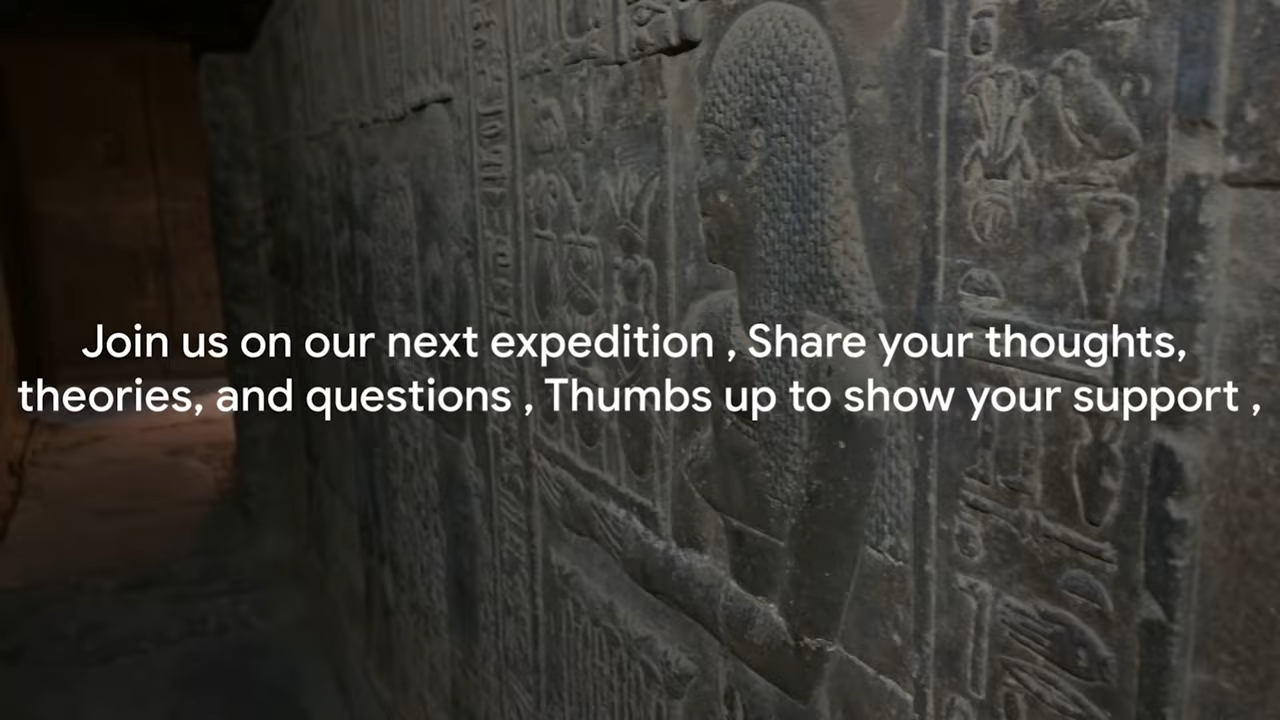 Join us on our next expedition , Share your thoughts,
theories, and questions , Thumbs up to show your support ,